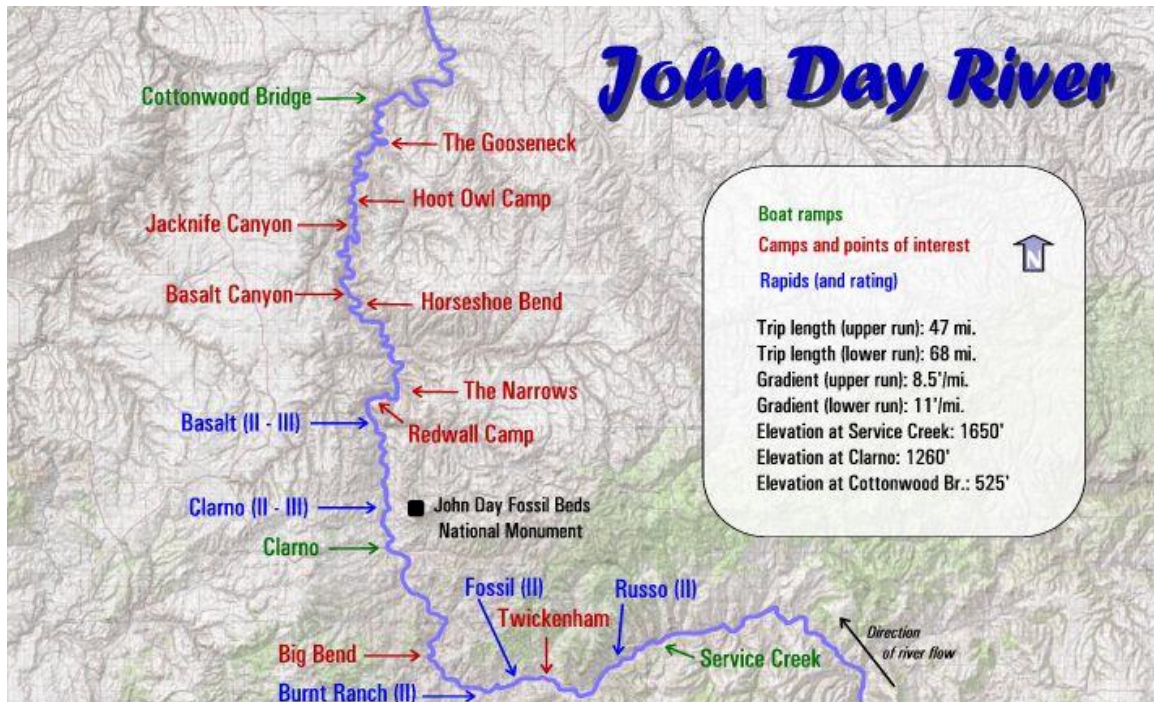 John Day River
Cottonwood Bridge
The Gooseneck
Hoot Owl Camp
Jacknife Canyon
Basalt Canyon
Horseshoe Bend
The Narrows
Basalt (II - III)
Redwall Camp
Clarno (II - III)
John Day Fossil Beds
National Monument
Clarno
Fossil (II)
Russo (II)
Twickenham
Big Bend
Service Creek
Burnt Ranch (II)
Direction
of river flow
Boat ramps
Camps and points of interest
N
Rapids (and rating)
Trip length (upper run): 47 mi.
Trip length (lower run): 68 mi.
Gradient (upper run): 8.5'/mi.
Gradient (lower run): 11'/mi.
Elevation at Service Creek: 1650'
Elevation at Clarno: 1260'
Elevation at Cottonwood Br.: 525'